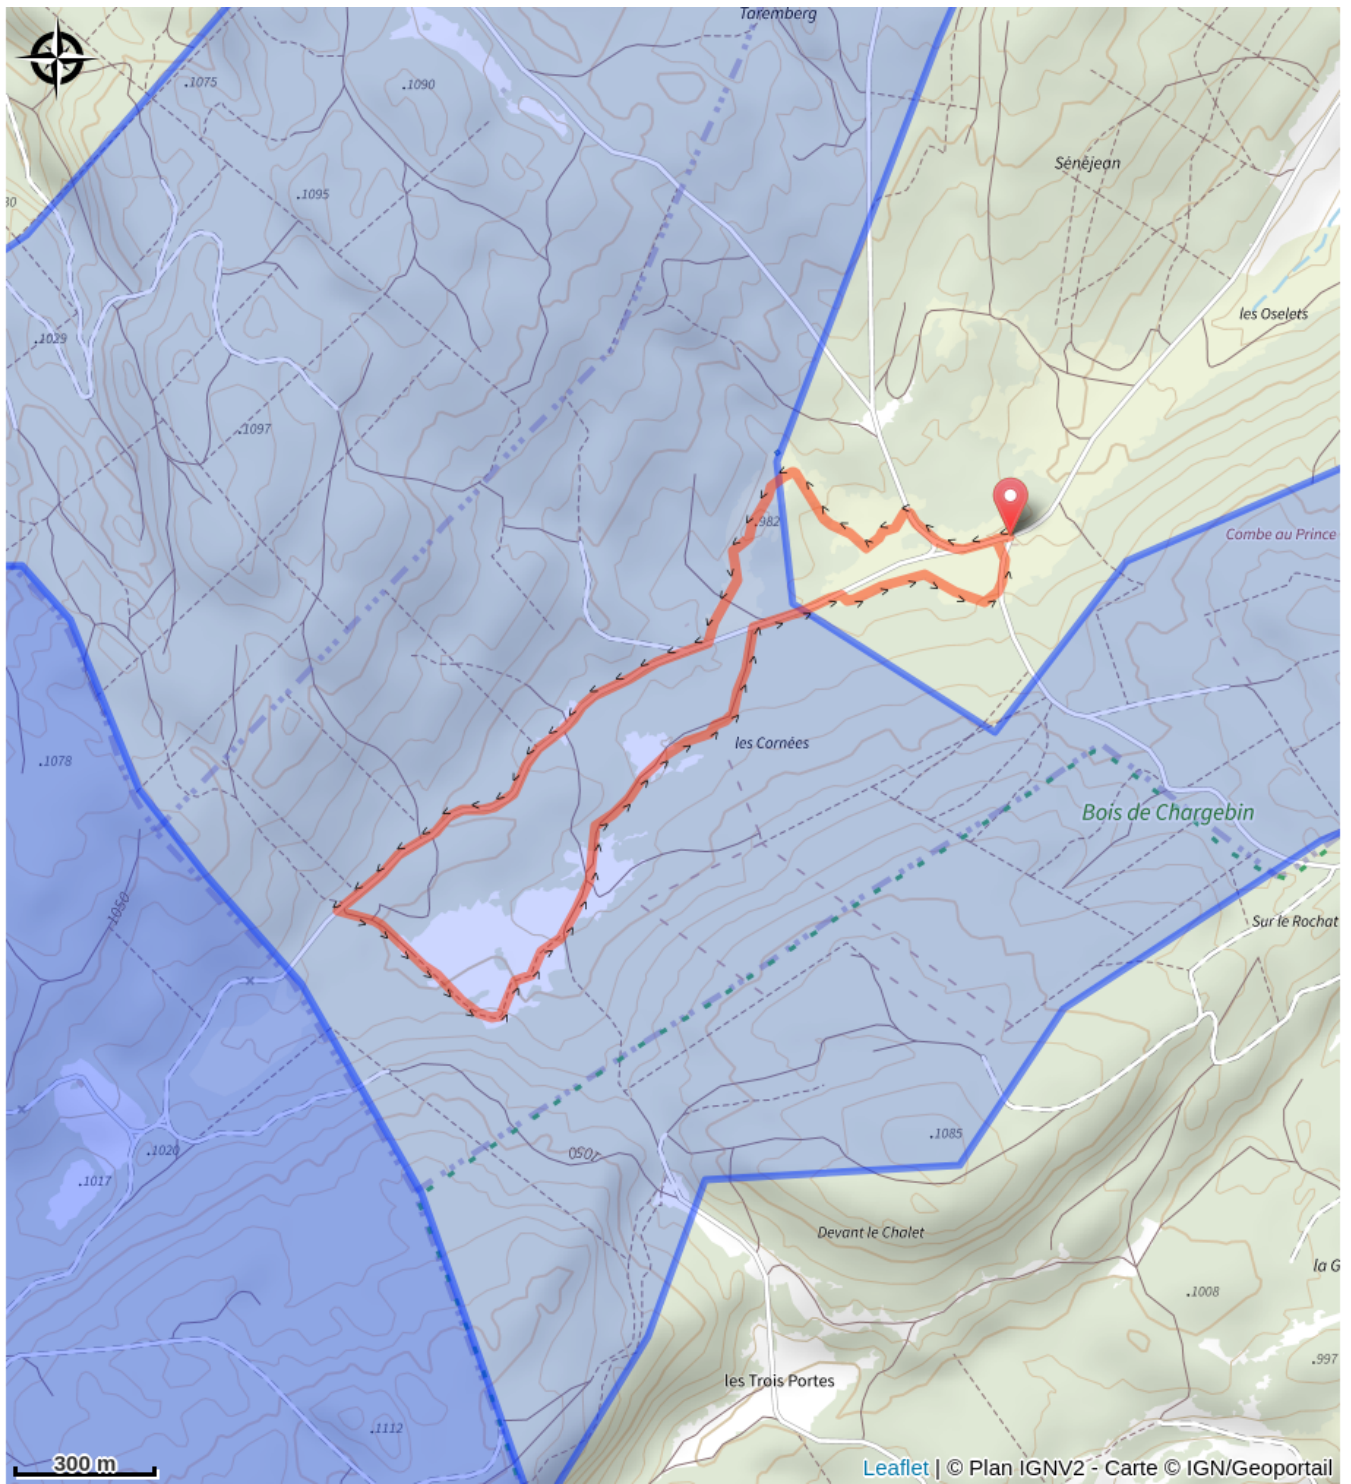 Taremberg
.1075
.1090
Sénéjean
.1095
30
les Oselets
.1029
.1097
.982
Combe au Prince
les Cornées
.1078
Bois de Chargebin
1050
Sur le Rochat
.1085
.1020
1050
.1017
Devant le Chalet
la G
.1008
.997
les Trois Portes
.1112
300 m
Leaflet | © Plan IGNV2 - Carte © IGN/Geoportail